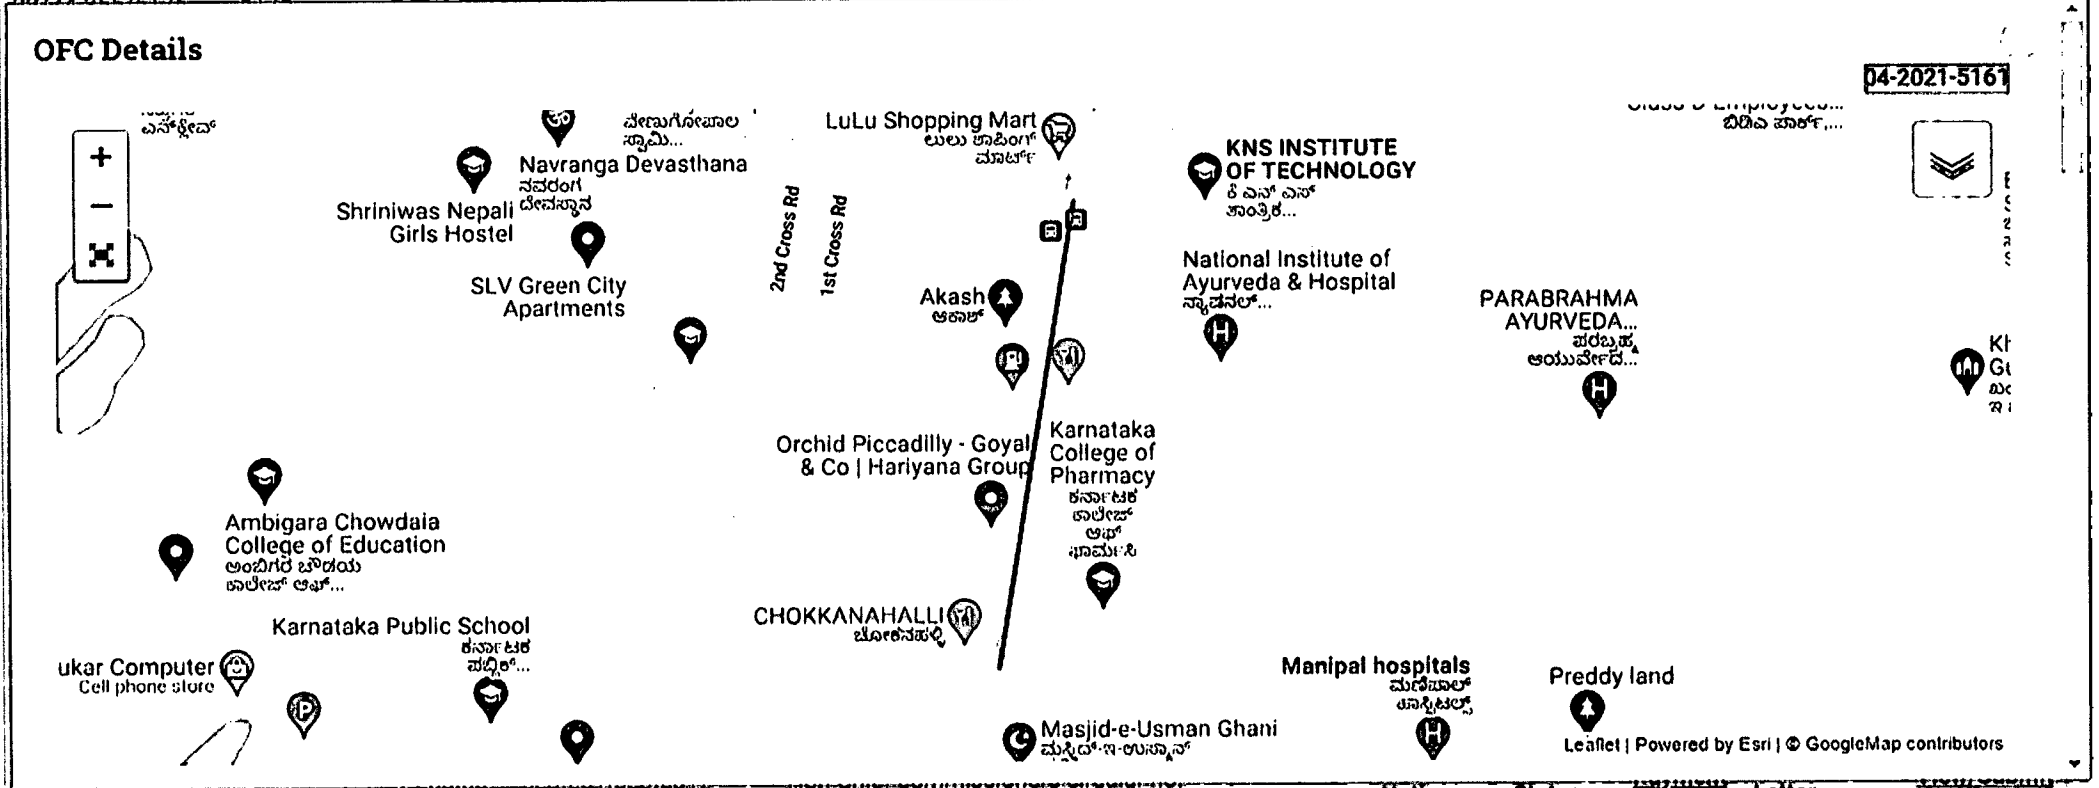 OFC Details
04-2021-5161
ಎನ್‌ಕ್ಲೇವ್
ವೇಣುಗೋಪಾಲ
ಸ್ವಾಮಿ...
Navranga Devasthana
ನವರಂಗ
ದೇವಸ್ಥಾನ
Shriniwas Nepali
Girls Hostel
SLV Green City
Apartments
2nd Cross Rd
1st Cross Rd
LuLu Shopping Mart
ಲುಲು ಶಾಪಿಂಗ್
ಮಾರ್ಟ್
KNS INSTITUTE
OF TECHNOLOGY
ಕೆ ಎನ್ ಎಸ್
ತಾಂತ್ರಿಕ...
ಬಿಡಿಎ ಪಾರ್ಕ್,...
National Institute of
Ayurveda & Hospital
ನ್ಯಾಷನಲ್...
Akash
ಆಕಾಶ್
PARABRAHMA
AYURVEDA...
ಪರಬ್ರಹ್ಮ
ಆಯುರ್ವೇದ...
Orchid Piccadilly - Goyal
& Co | Hariyana Group
Karnataka
College of
Pharmacy
ಕರ್ನಾಟಕ
ಕಾಲೇಜ್
ಆಫ್
ಫಾರ್ಮಸಿ
Ambigara Chowdaia
College of Education
ಅಂಬಿಗರ ಚೌಡಯ
ಕಾಲೇಜ್ ಆಫ್...
CHOKKANAHALLI
ಚೋಕನಹಳ್ಳಿ
Karnataka Public School
ಕರ್ನಾಟಕ
ಪಬ್ಲಿಕ್...
ukar Computer
Cell phone store
P
Manipal hospitals
ಮಣಿಪಾಲ್
ಹಾಸ್ಪಿಟಲ್ಸ್
Preddy land
Masjid-e-Usman Ghani
ಮಸ್ಜಿದ್-ಇ-ಉಸ್ಮಾನ್
Leaflet | Powered by Esri | © GoogleMap contributors